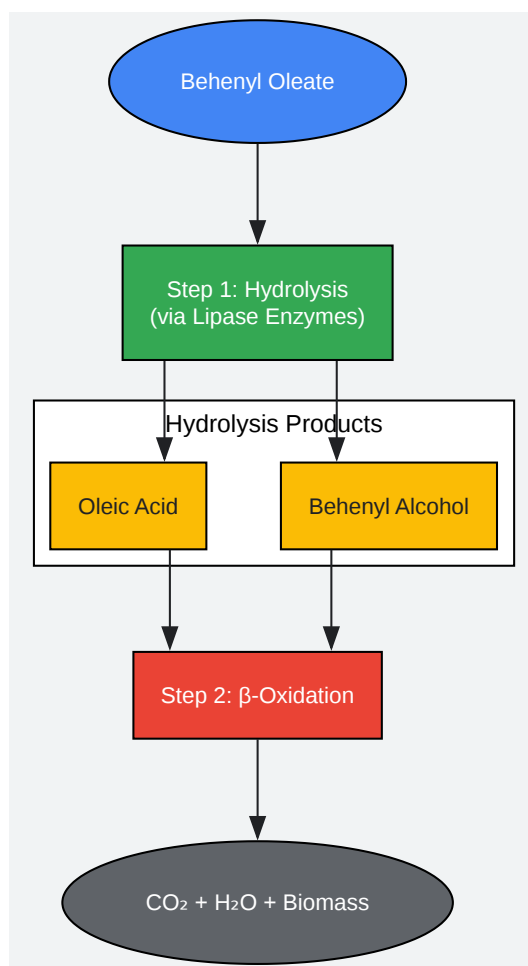 Behenyl Oleate
Step 1: Hydrolysis
(via Lipase Enzymes)
Hydrolysis Products
Oleic Acid
Behenyl Alcohol
Step 2: β-Oxidation
CO₂ + H₂O + Biomass